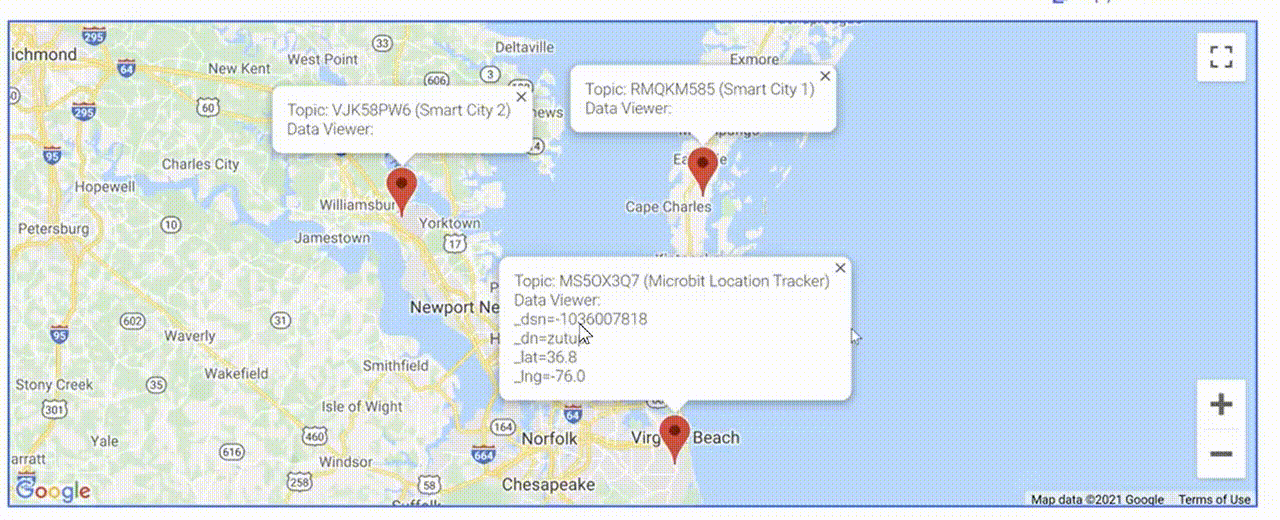 295
ichmond
64
New Kent
West Point
33
Deltaville
606
3
Exmore
295
60
Topic: VJK58PW6 (Smart City 2)
Data Viewer:
Topic: RMQKM585 (Smart City 1)
Data Viewer:
95
Charles City
Hopewell
Williamsbur
Cape Charles
Petersburg
10
Jamestown
Yorktown
17
Topic: MS5OX3Q7 (Microbit Location Tracker)
Data Viewer:
_dsn=-1036007818
_dn=zutu
_lat=36.8
_lng=-76.0
Newport Ne
602
31
95
Waverly
Smithfield
Wakefield
Stony Creek
35
301
Isle of Wight
64
164
Norfolk
Virg Beach
Yale
460
616
664
arratt
Windsor
258
58
Chesapeake
Suffolk
Google
Map data ©2021 Google
Terms of Use